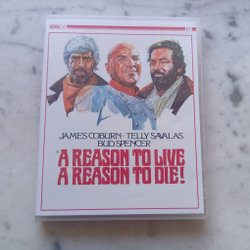 JAMES COBURN · TELLY SAVALAS
BUD SPENCER
A REASON TO LIVE
A REASON TO DIE!